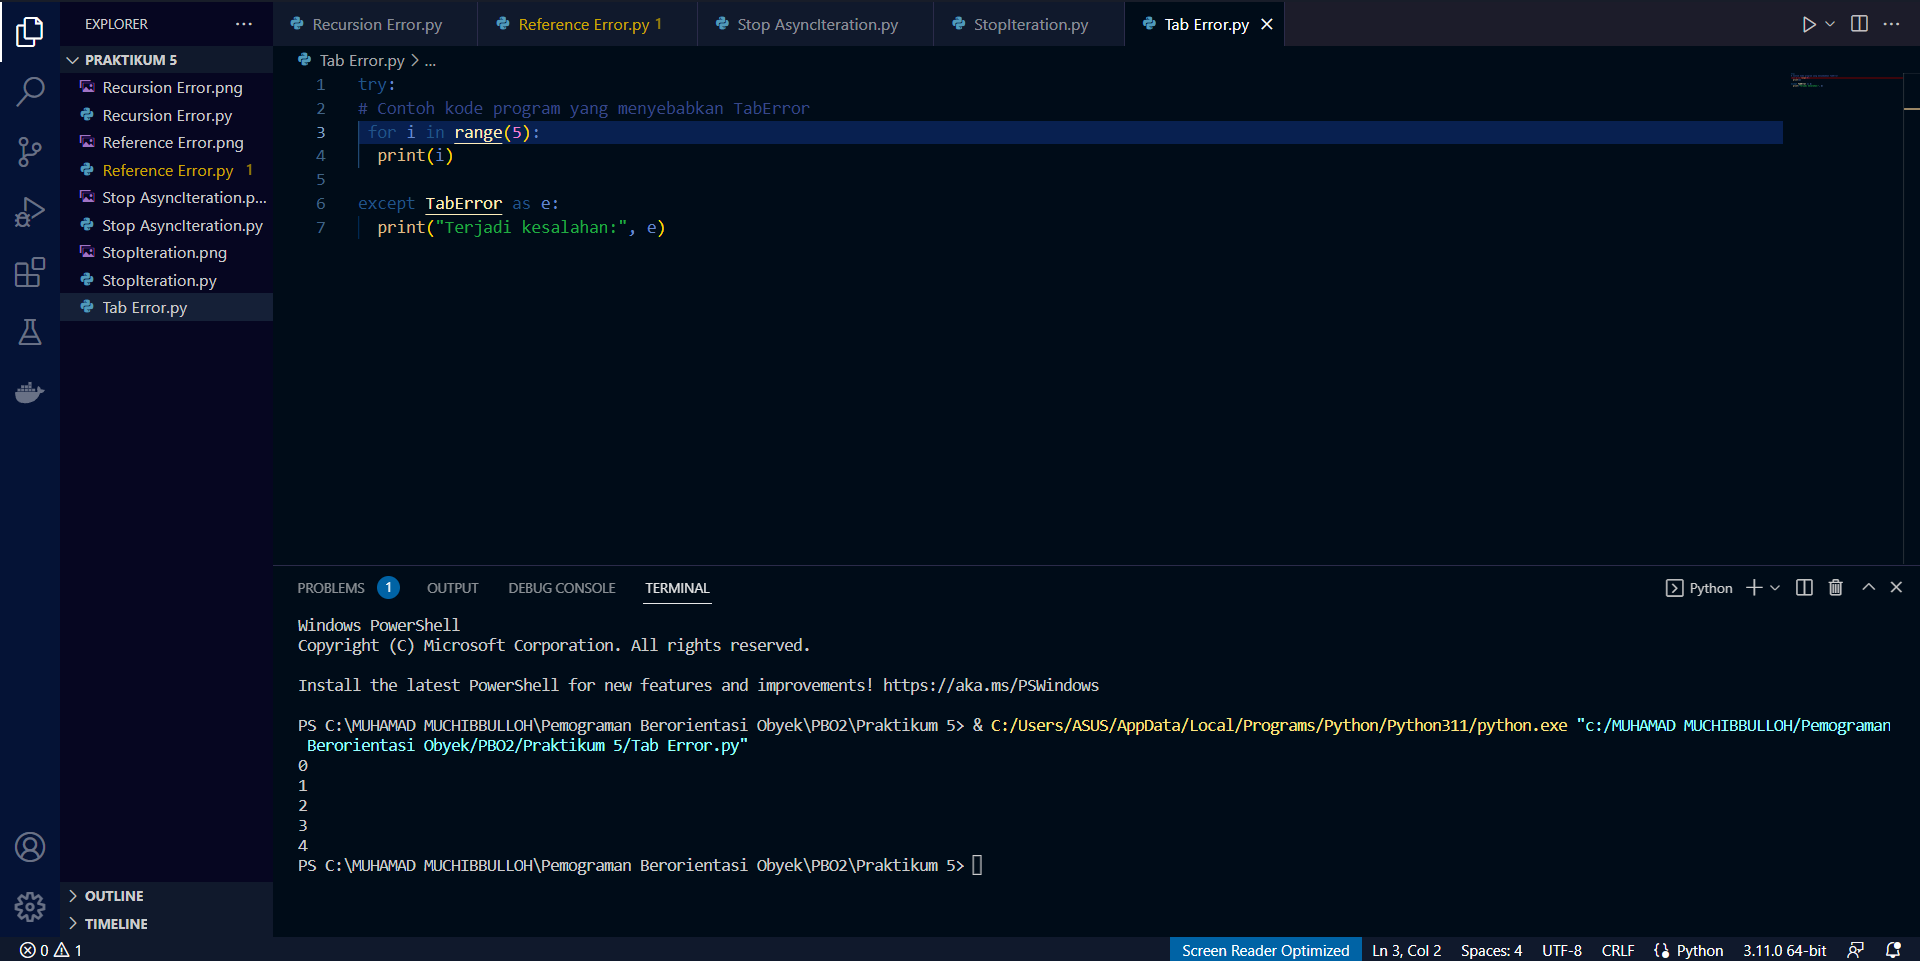 EXPLORER
PRAKTIKUM 5
Recursion Error.png
Recursion Error.py
Reference Error.png
Reference Error.py 1
Stop AsyncIteration.p...
Stop AsyncIteration.py
StopIteration.png
StopIteration.py
Tab Error.py
OUTLINE
TIMELINE
Recursion Error.py
Reference Error.py 1
Stop AsyncIteration.py
StopIteration.py
Tab Error.py
Tab Error.py > ...
1 try:
2 # Contoh kode program yang menyebabkan TabError
3  for i in range(5):
4   print(i)
5
6 except TabError as e:
7   print("Terjadi kesalahan:", e)
PROBLEMS 1 OUTPUT DEBUG CONSOLE TERMINAL
Python
Windows PowerShell
Copyright (C) Microsoft Corporation. All rights reserved.
Install the latest PowerShell for new features and improvements! https://aka.ms/PSWindows
PS C:\MUHAMAD MUCHIBBULLOH\Pemograman Berorientasi Obyek\PBO2\Praktikum 5> & C:/Users/ASUS/AppData/Local/Programs/Python/Python311/python.exe "c:/MUHAMAD MUCHIBBULLOH/Pemograman
 Berorientasi Obyek/PBO2/Praktikum 5/Tab Error.py"
0
1
2
3
4
PS C:\MUHAMAD MUCHIBBULLOH\Pemograman Berorientasi Obyek\PBO2\Praktikum 5>
0 1 Screen Reader Optimized Ln 3, Col 2 Spaces: 4 UTF-8 CRLF Python 3.11.0 64-bit